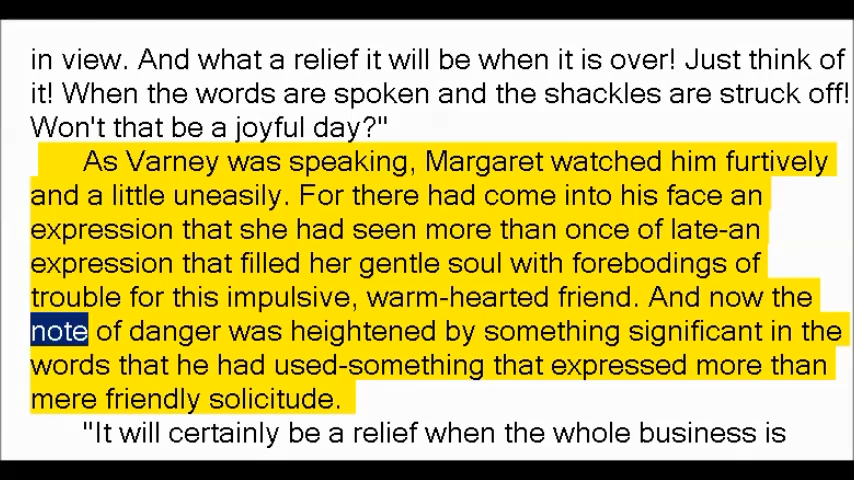 in view. And what a relief it will be when it is over! Just think of
it! When the words are spoken and the shackles are struck off!
Won't that be a joyful day?"
As Varney was speaking, Margaret watched him furtively
and a little uneasily. For there had come into his face an
expression that she had seen more than once of late-an
expression that filled her gentle soul with forebodings of
trouble for this impulsive, warm-hearted friend. And now the
note of danger was heightened by something significant in the
words that he had used-something that expressed more than
mere friendly solicitude.
"It will certainly be a relief when the whole business is